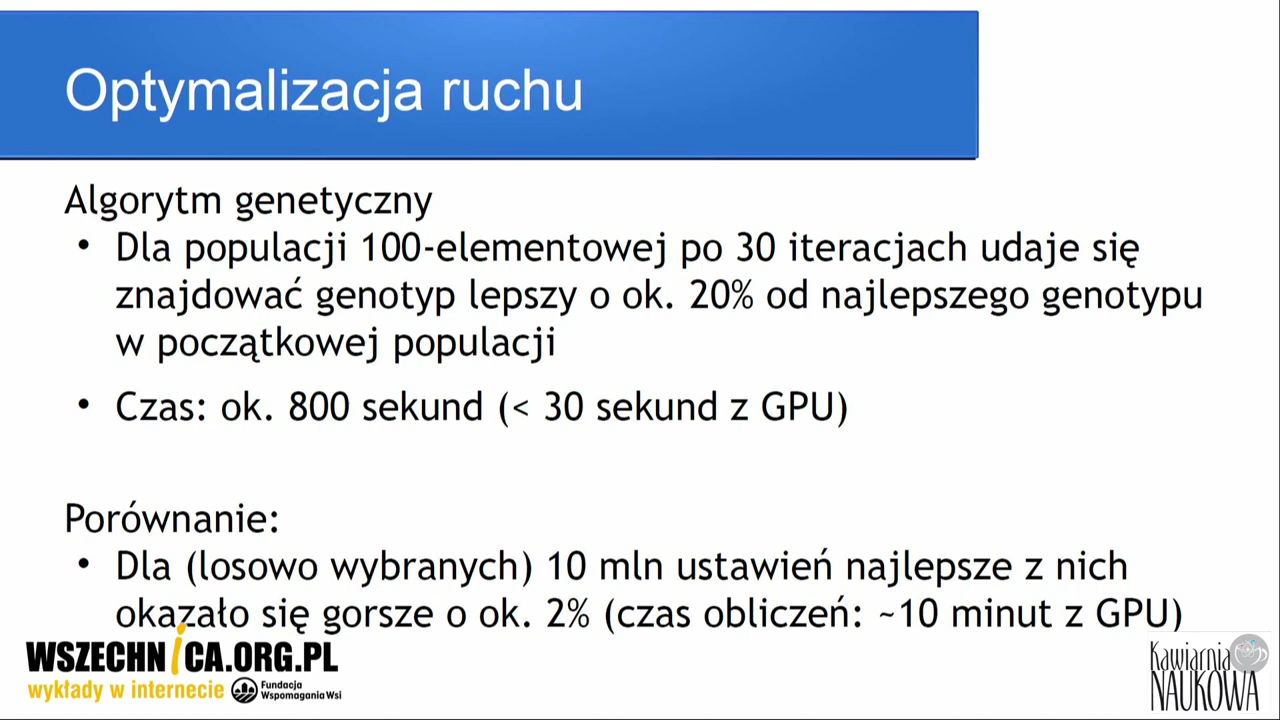 Optymalizacja ruchu
Algorytm genetyczny
• Dla populacji 100-elementowej po 30 iteracjach udaje się
znajdować genotyp lepszy o ok. 20% od najlepszego genotypu
w początkowej populacji
• Czas: ok. 800 sekund (< 30 sekund z GPU)
Porównanie:
• Dla (losowo wybranych) 10 mln ustawień najlepsze z nich
okazało się gorsze o ok. 2% (czas obliczeń: ~10 minut z GPU)
WSZECHNiCA.ORG.PL
wykłady w internecie
Fundacja
Wspomagania Wsi
Kawiarnia
NAUKOWA